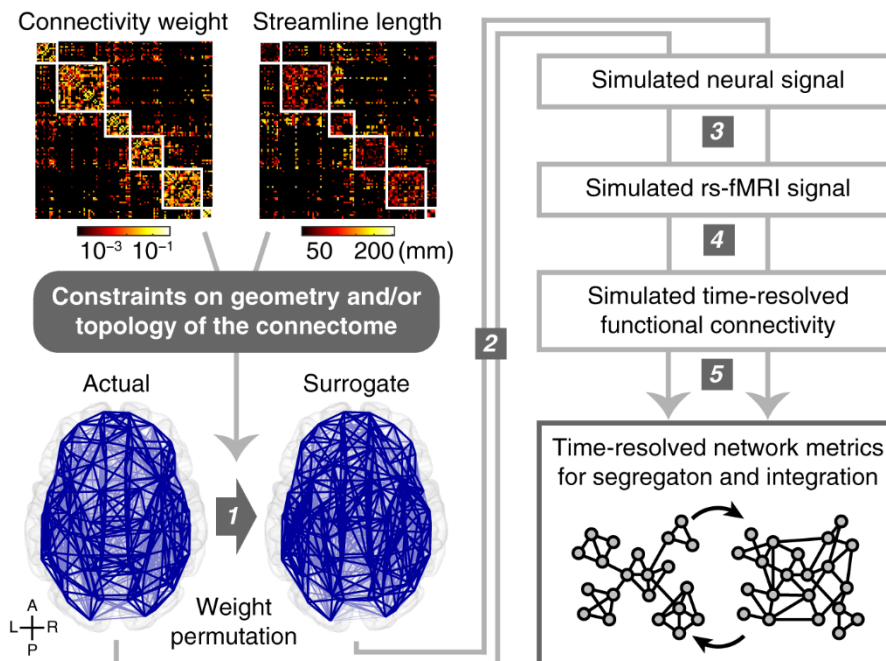 Connectivity weight
Streamline length
10⁻³ 10⁻¹
50 200 (mm)
Constraints on geometry and/or
topology of the connectome
Actual
Surrogate
1
Weight
permutation
A
L R
P
2
Simulated neural signal
3
Simulated rs-fMRI signal
4
Simulated time-resolved
functional connectivity
5
Time-resolved network metrics
for segregaton and integration